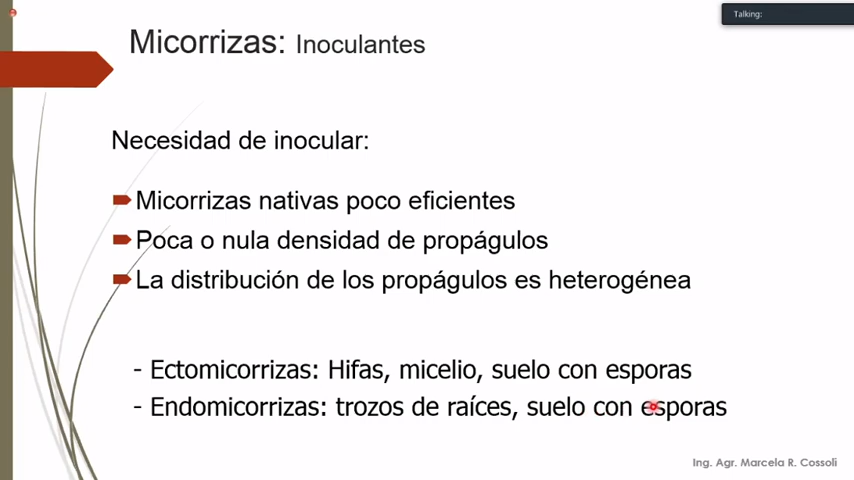 Talking:
Micorrizas: Inoculantes
Necesidad de inocular:
Micorrizas nativas poco eficientes
Poca o nula densidad de propágulos
La distribución de los propágulos es heterogénea
- Ectomicorrizas: Hifas, micelio, suelo con esporas
- Endomicorrizas: trozos de raíces, suelo con esporas
Ing. Agr. Marcela R. Cossoli